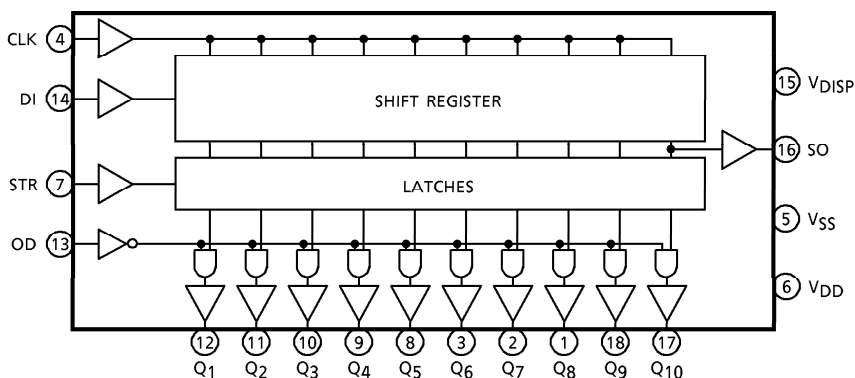 CLK 4
DI 14
SHIFT REGISTER
15 VDISP
16 SO
STR 7
LATCHES
5 VSS
OD 13
6 VDD
12 11 10 9 8 3 2 1 18 17
Q1 Q2 Q3 Q4 Q5 Q6 Q7 Q8 Q9 Q10